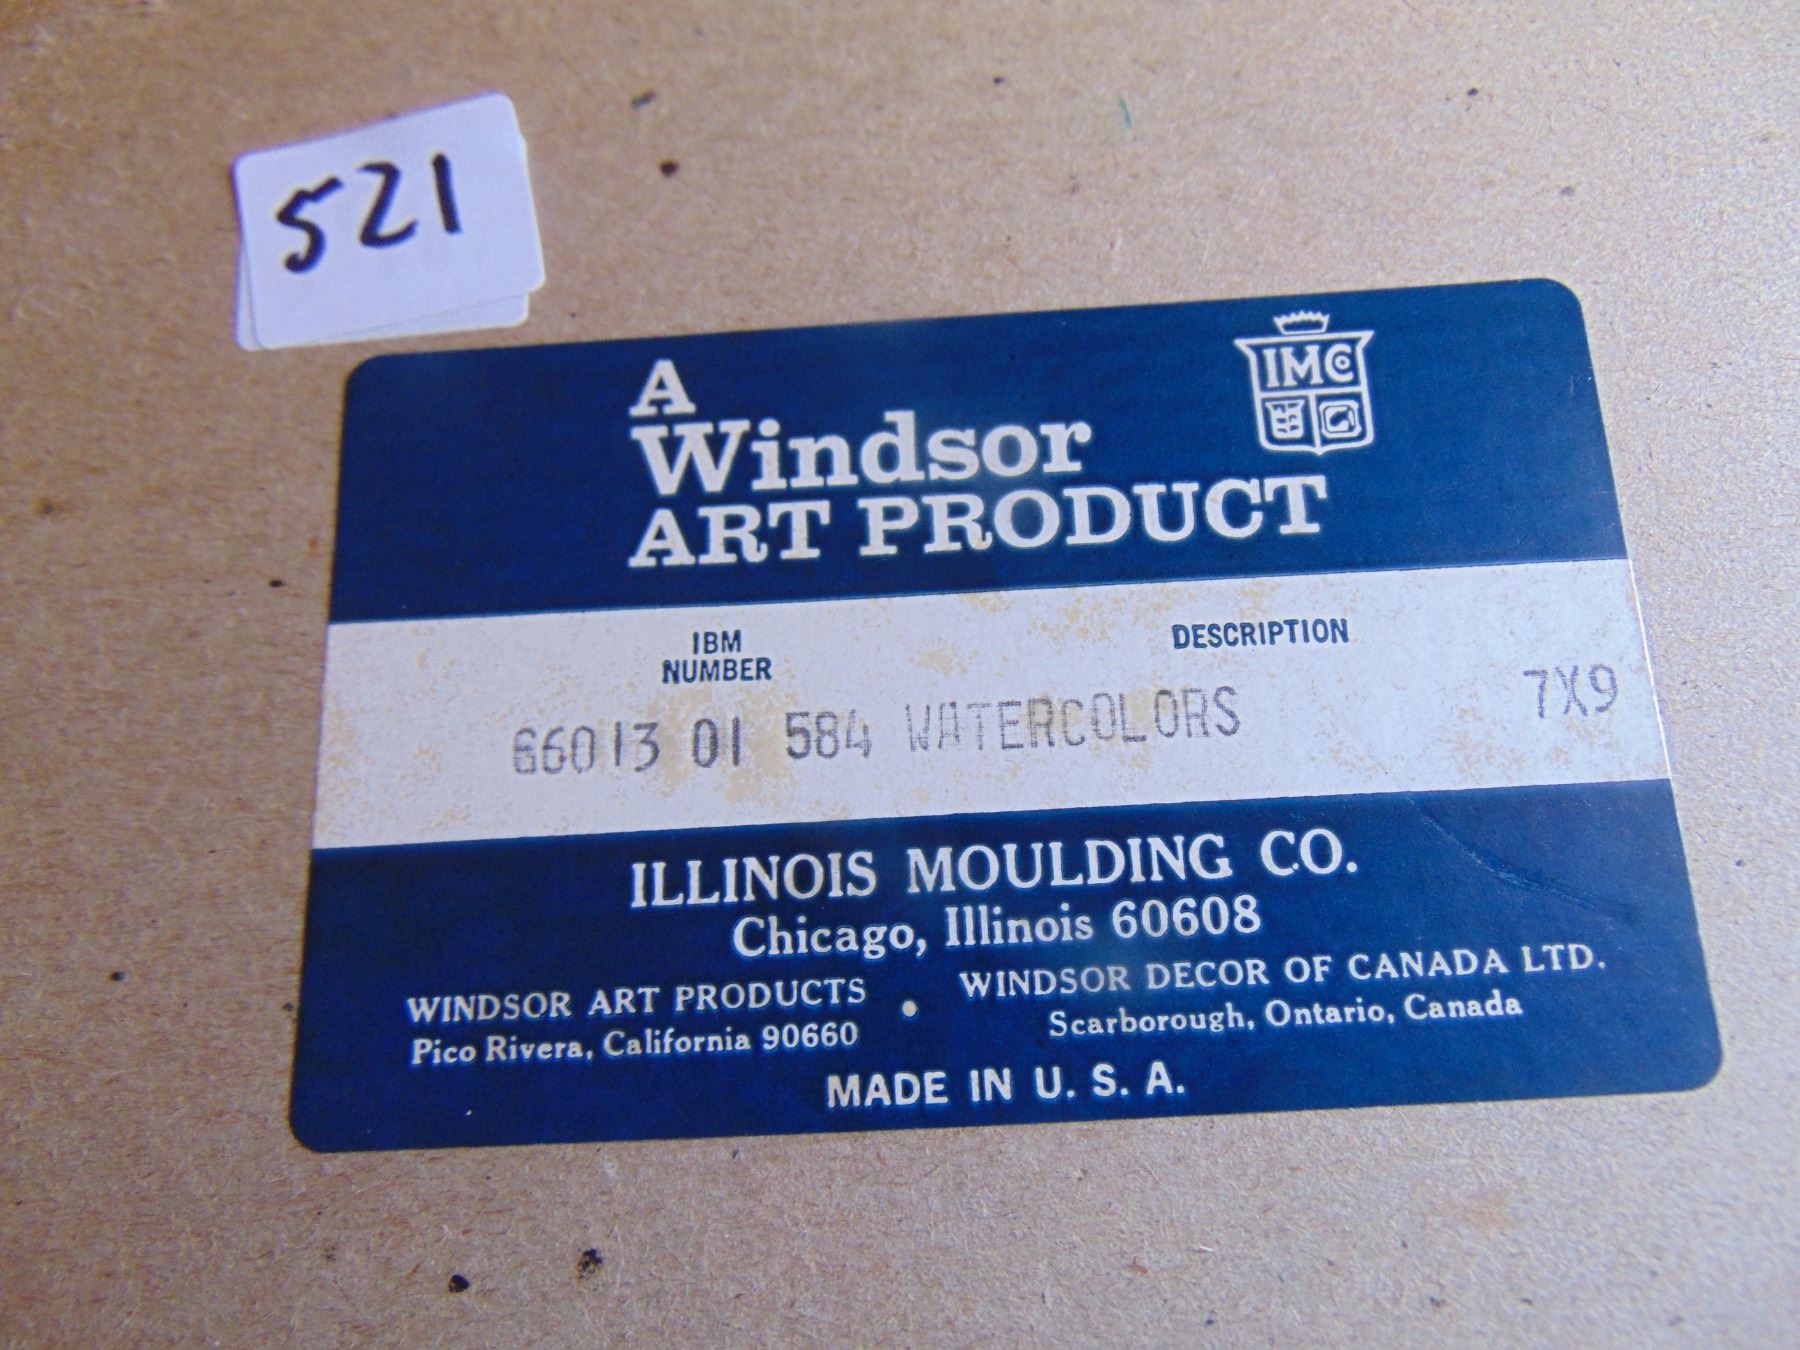 521
A
Windsor
ART PRODUCT
IMCo
IBM
NUMBER
DESCRIPTION
66013 01 584 WATERCOLORS 7X9
ILLINOIS MOULDING CO.
Chicago, Illinois 60608
WINDSOR ART PRODUCTS
Pico Rivera, California 90660
•
WINDSOR DECOR OF CANADA LTD.
Scarborough, Ontario, Canada
MADE IN U. S. A.